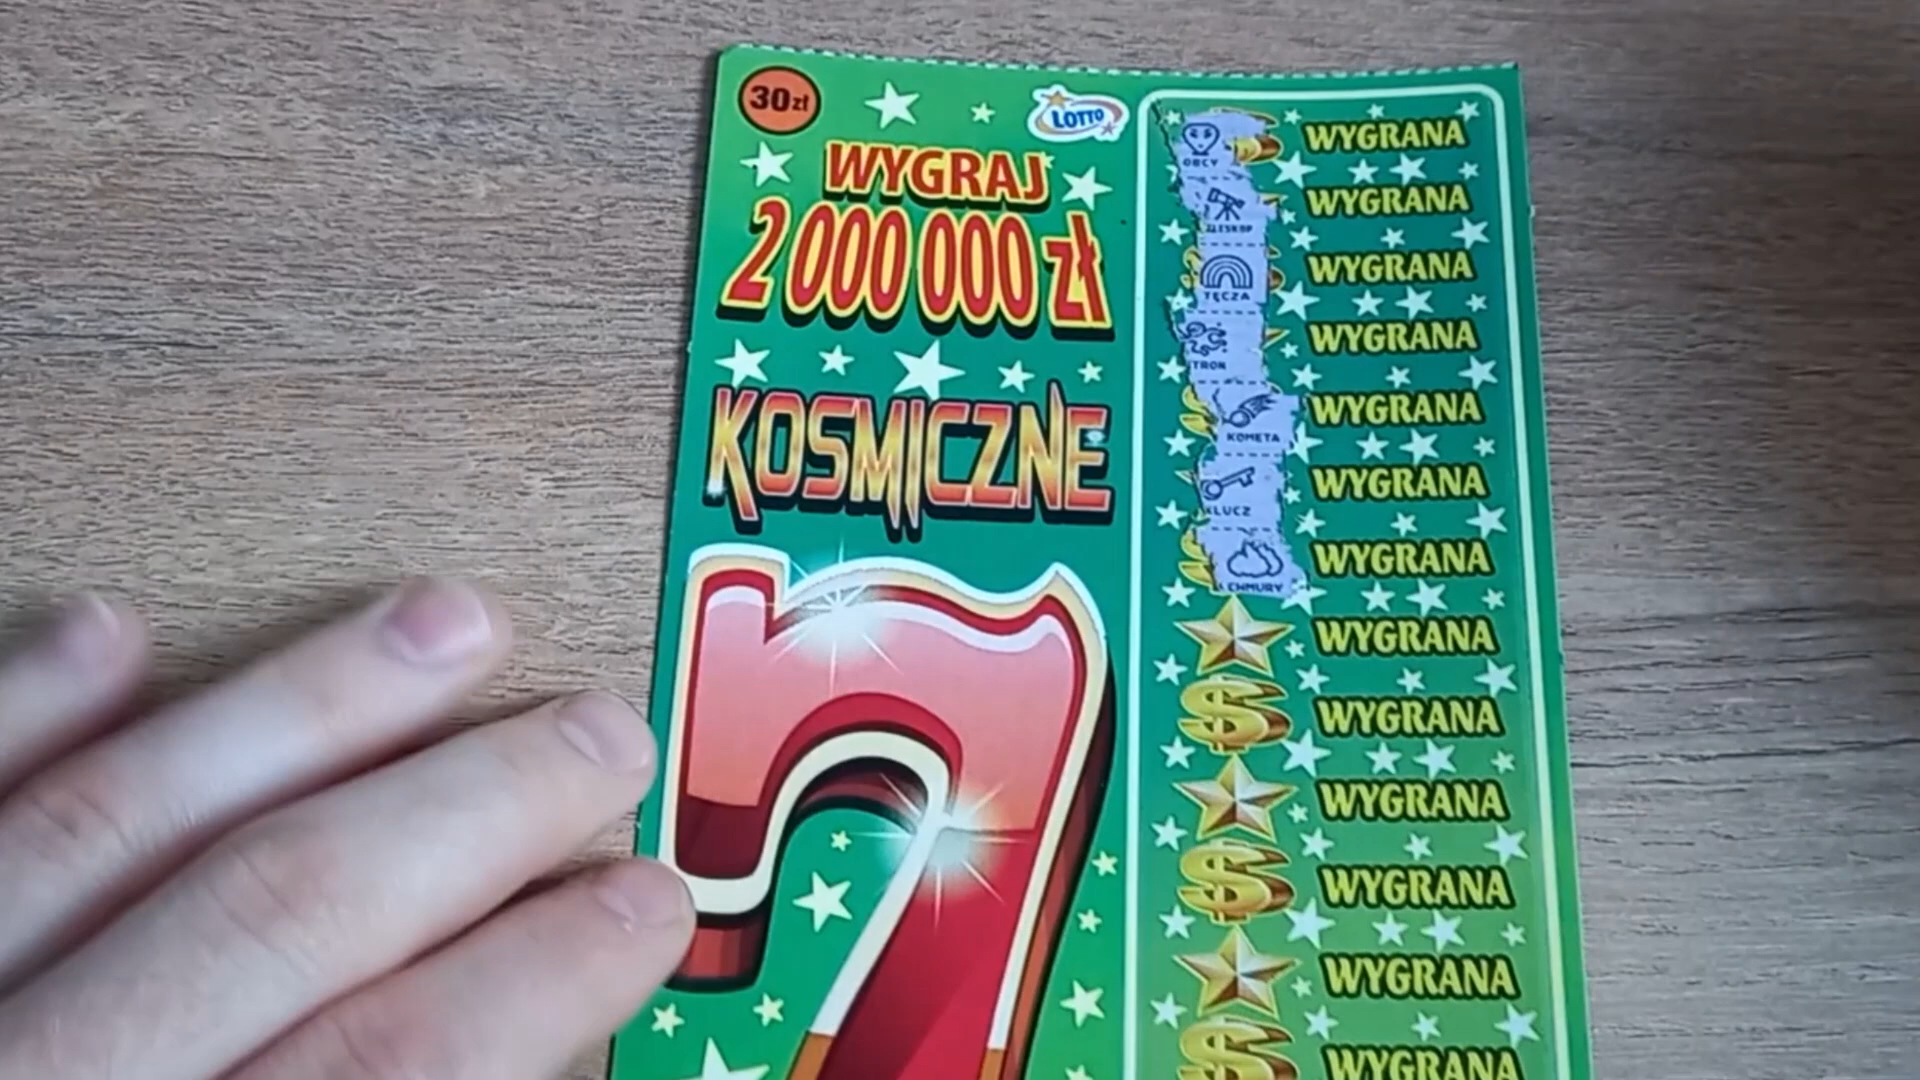 30zł
LOTTO
WYGRAJ
2 000 000 zł
KOSMICZNE
7
OBCY WYGRANA
WYGRANA
TĘCZA WYGRANA
WYGRANA
KOMETA WYGRANA
KLUCZ WYGRANA
CHMURY WYGRANA
WYGRANA
WYGRANA
WYGRANA
WYGRANA
WYGRANA
WYGRANA